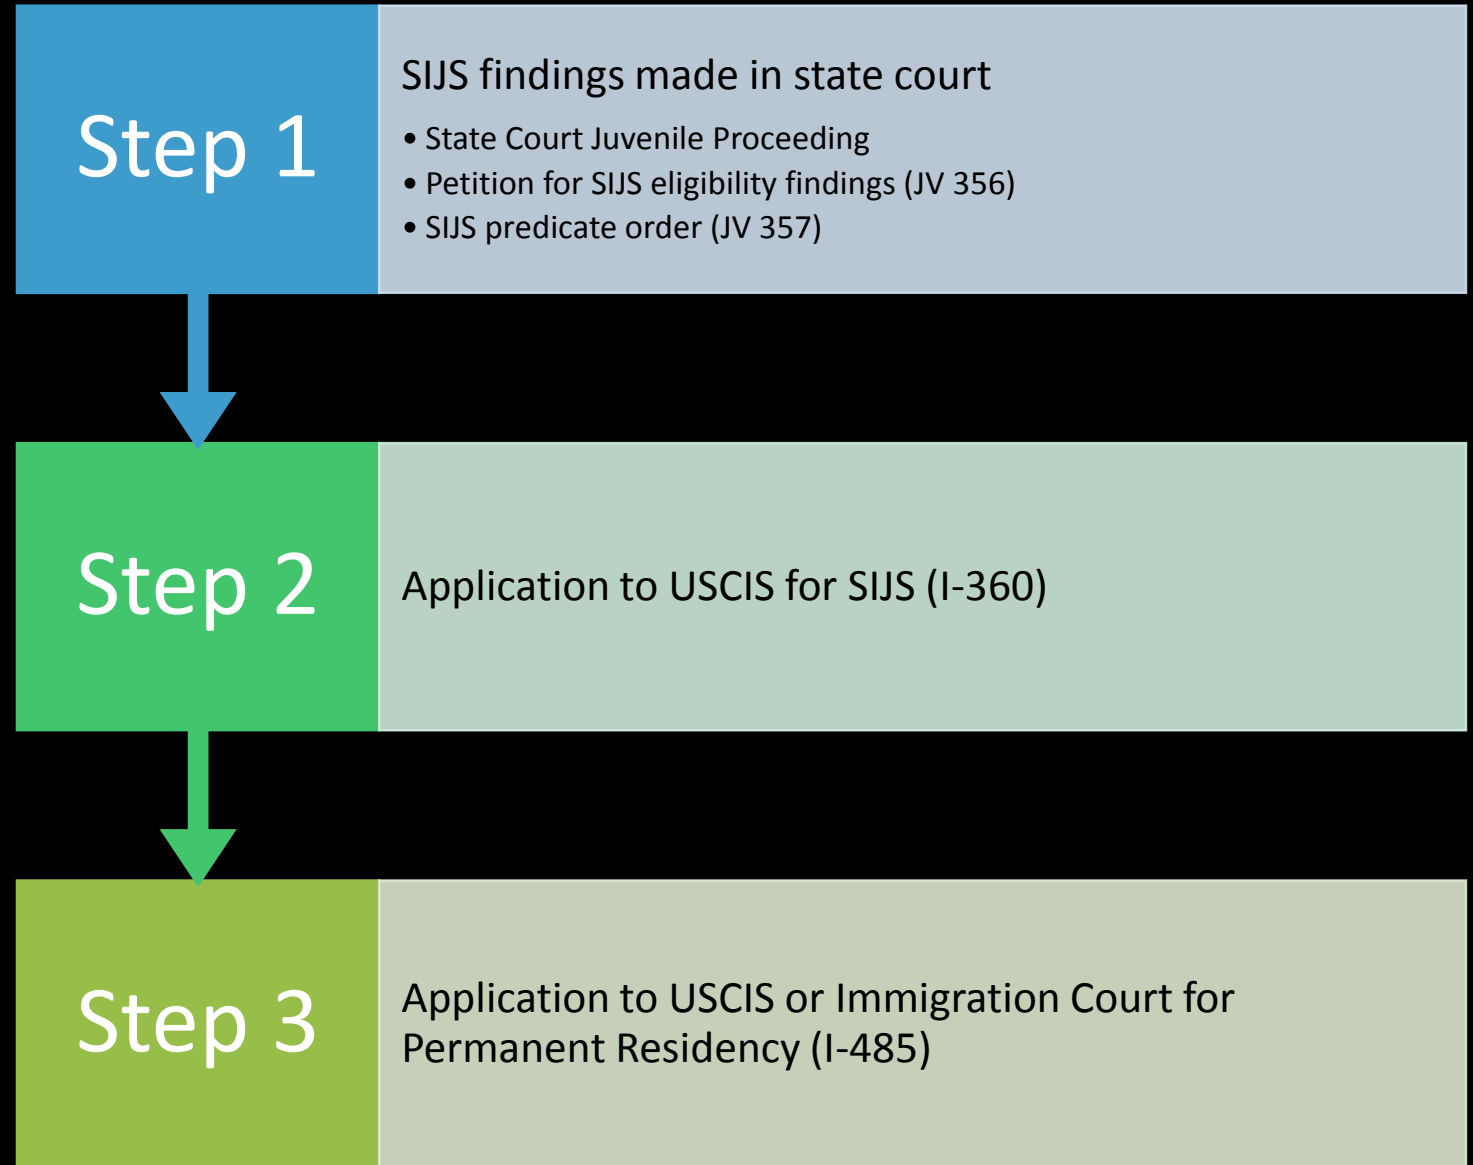 Step 1
SIJS findings made in state court
• State Court Juvenile Proceeding
• Petition for SIJS eligibility findings (JV 356)
• SIJS predicate order (JV 357)
Step 2
Application to USCIS for SIJS (I-360)
Step 3
Application to USCIS or Immigration Court for
Permanent Residency (I-485)